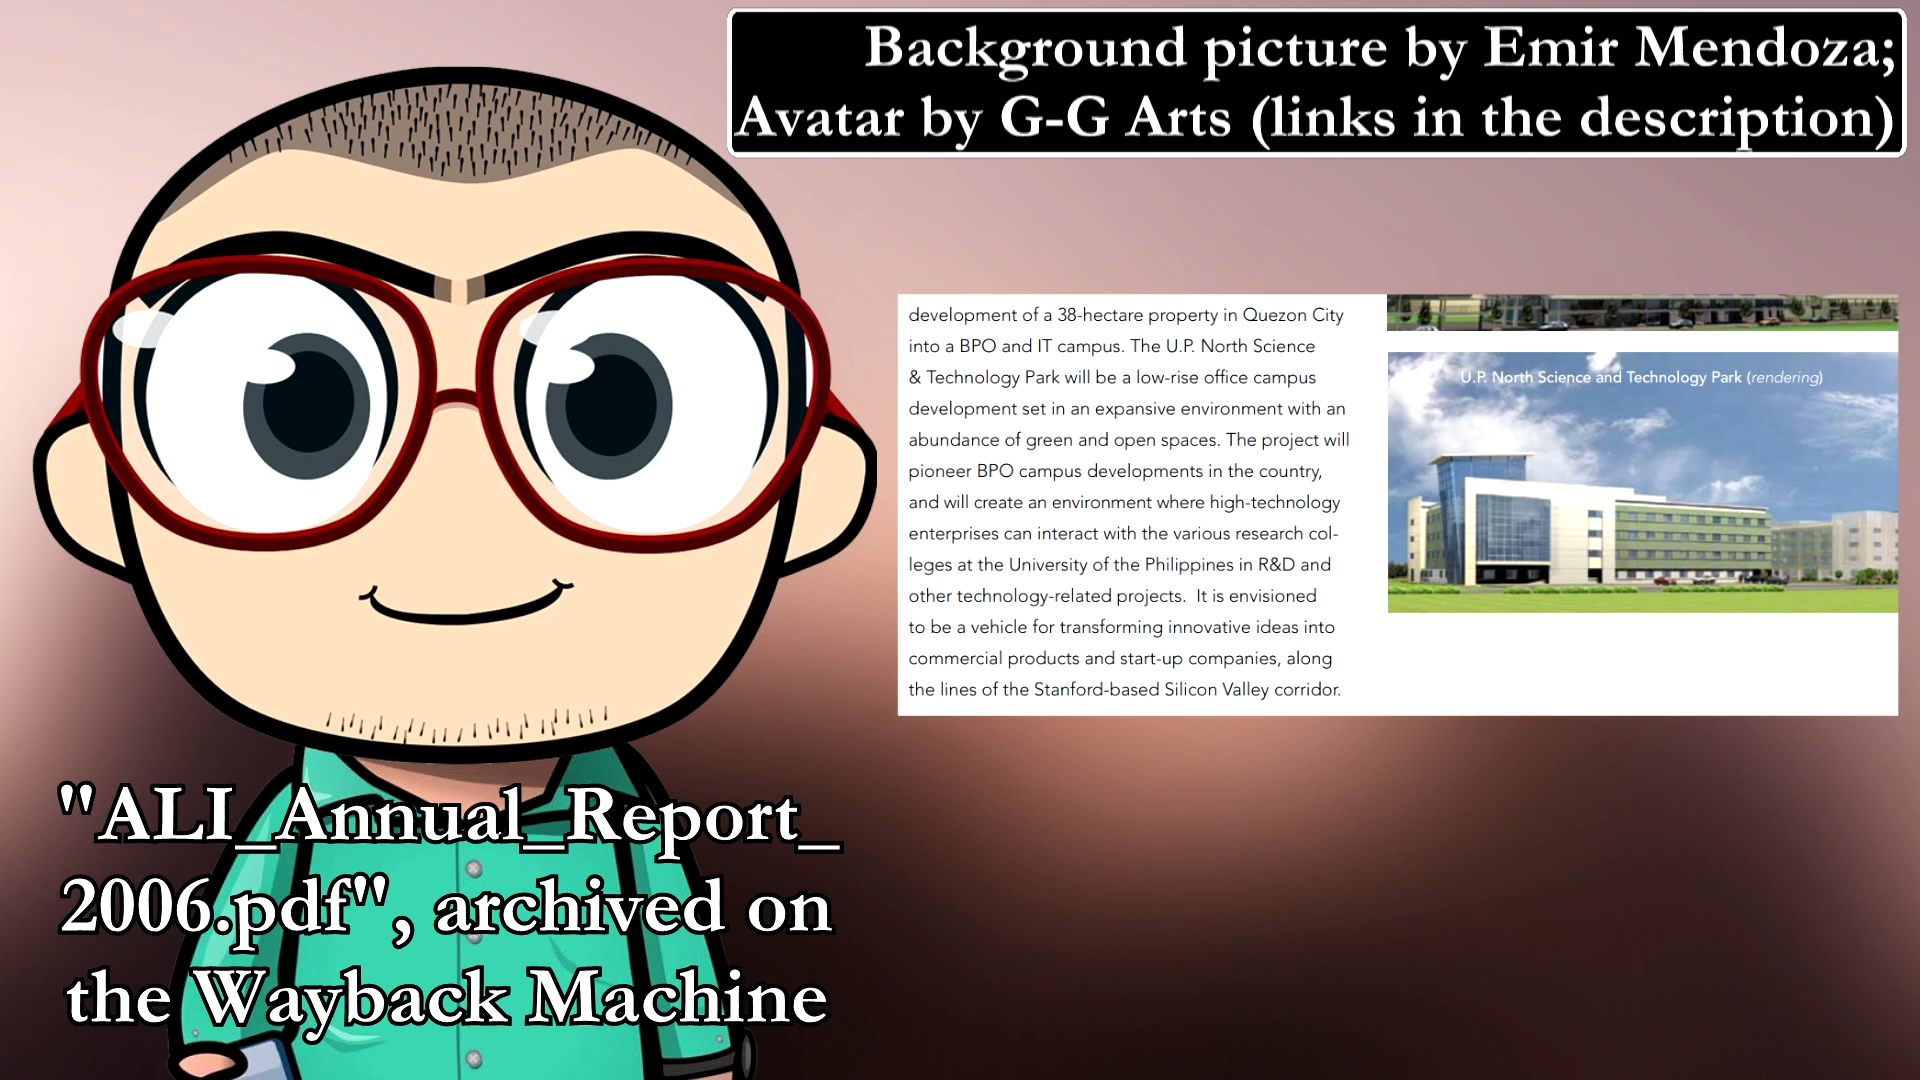 Background picture by Emir Mendoza;
Avatar by G-G Arts (links in the description)
development of a 38-hectare property in Quezon City
into a BPO and IT campus. The U.P. North Science
& Technology Park will be a low-rise office campus
development set in an expansive environment with an
abundance of green and open spaces. The project will
pioneer BPO campus developments in the country,
and will create an environment where high-technology
enterprises can interact with the various research col-
leges at the University of the Philippines in R&D and
other technology-related projects.  It is envisioned
to be a vehicle for transforming innovative ideas into
commercial products and start-up companies, along
the lines of the Stanford-based Silicon Valley corridor.
U.P. North Science and Technology Park (rendering)
"ALI_Annual_Report_
2006.pdf", archived on
the Wayback Machine